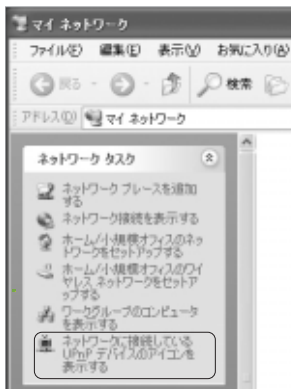 マイ ネットワーク
ファイル(F) 編集(E) 表示(V) お気に入り(A)
戻る 検索
アドレス(D) マイ ネットワーク
ネットワーク タスク
ネットワーク プレースを追加
する
ネットワーク接続を表示する
ホーム/小規模オフィスのネッ
トワークをセットアップする
ホーム/小規模オフィスのワイ
ヤレス ネットワークをセットア
ップする
ワークグループのコンピュータ
を表示する
ネットワークに接続している
UPnP デバイスのアイコンを
表示する